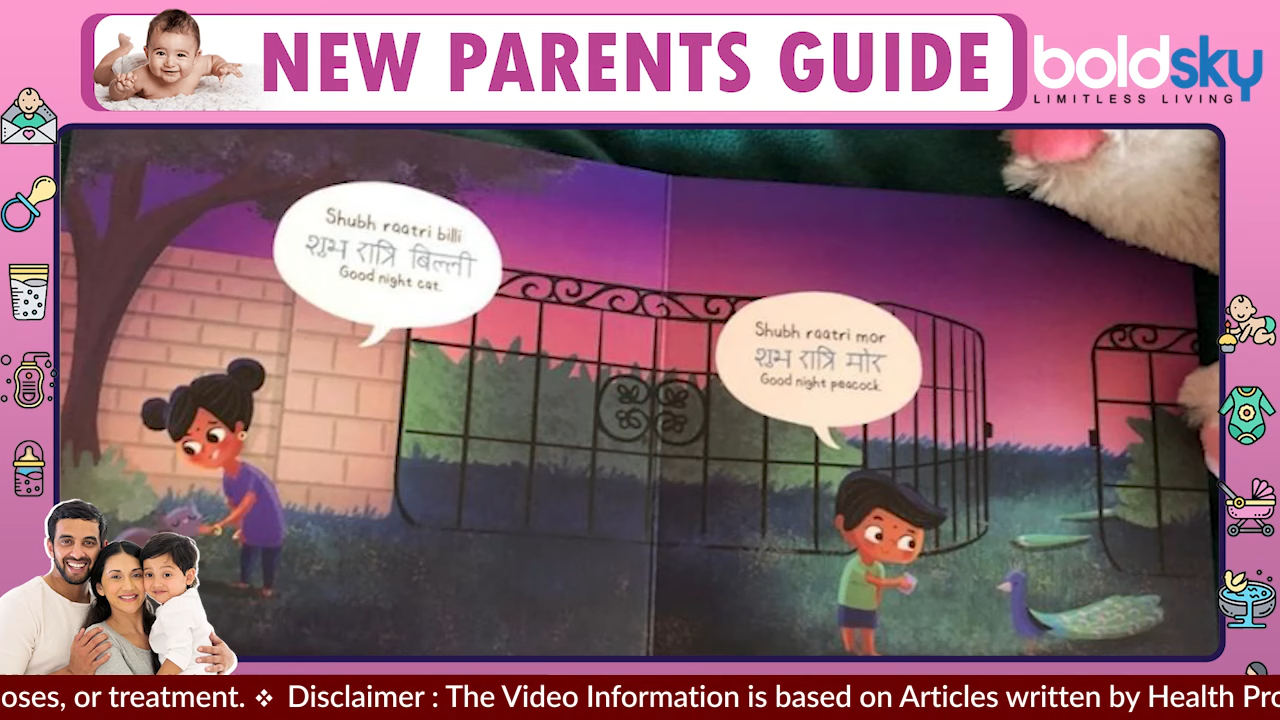 NEW PARENTS GUIDE
boldsky
LIMITLESS LIVING
Shubh raatri billi
शुभ रात्रि बिल्ली
Good night cat.
Shubh raatri mor
शुभ रात्रि मोर
Good night peacock.
oses, or treatment. ❖ Disclaimer : The Video Information is based on Articles written by Health Pro